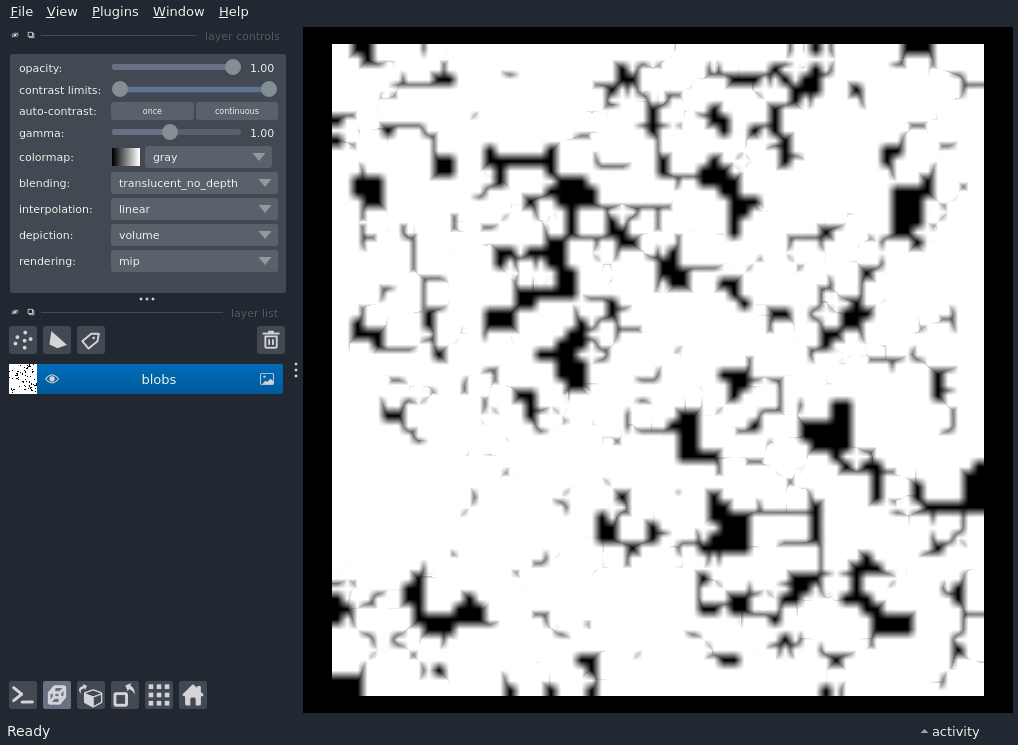 File View Plugins Window Help
layer controls
opacity: 1.00
contrast limits:
auto-contrast: once continuous
gamma: 1.00
colormap: gray
blending: translucent_no_depth
interpolation: linear
depiction: volume
rendering: mip
layer list
blobs
Ready activity